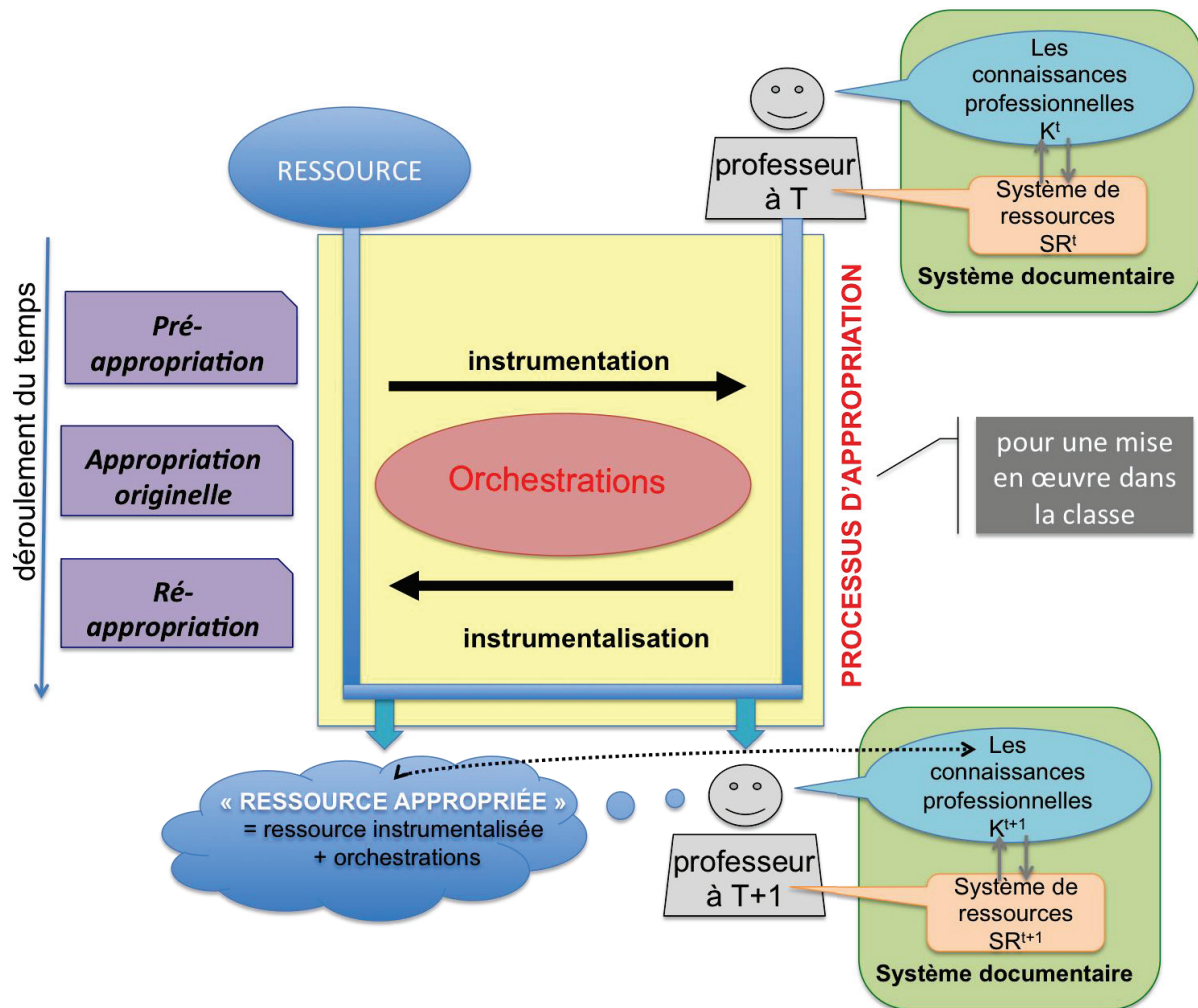 Les
connaissances
professionnelles
Kᵗ
RESSOURCE
professeur
à T
Système de
ressources
SRᵗ
Système documentaire
déroulement du temps
Pré-
appropriation
Appropriation
originelle
Ré-
appropriation
instrumentation
Orchestrations
instrumentalisation
PROCESSUS D'APPROPRIATION
pour une mise
en œuvre dans
la classe
« RESSOURCE APPROPRIÉE »
= ressource instrumentalisée
+ orchestrations
professeur
à T+1
Les
connaissances
professionnelles
Kᵗ⁺¹
Système de
ressources
SRᵗ⁺¹
Système documentaire